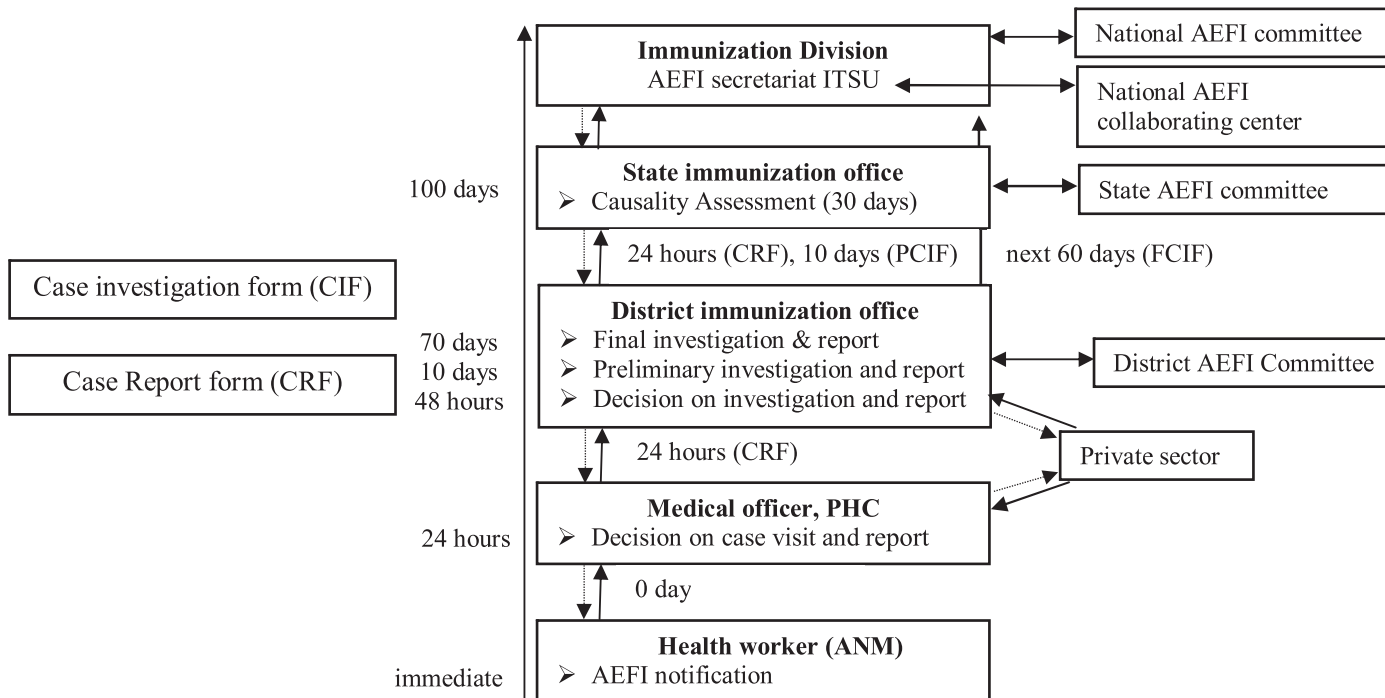 Immunization Division
AEFI secretariat ITSU
National AEFI committee
National AEFI
collaborating center
100 days
State immunization office
➢ Causality Assessment (30 days)
State AEFI committee
24 hours (CRF), 10 days (PCIF)
next 60 days (FCIF)
Case investigation form (CIF)
Case Report form (CRF)
70 days
10 days
48 hours
District immunization office
➢ Final investigation & report
➢ Preliminary investigation and report
➢ Decision on investigation and report
District AEFI Committee
24 hours (CRF)
Private sector
24 hours
Medical officer, PHC
➢ Decision on case visit and report
0 day
immediate
Health worker (ANM)
➢ AEFI notification